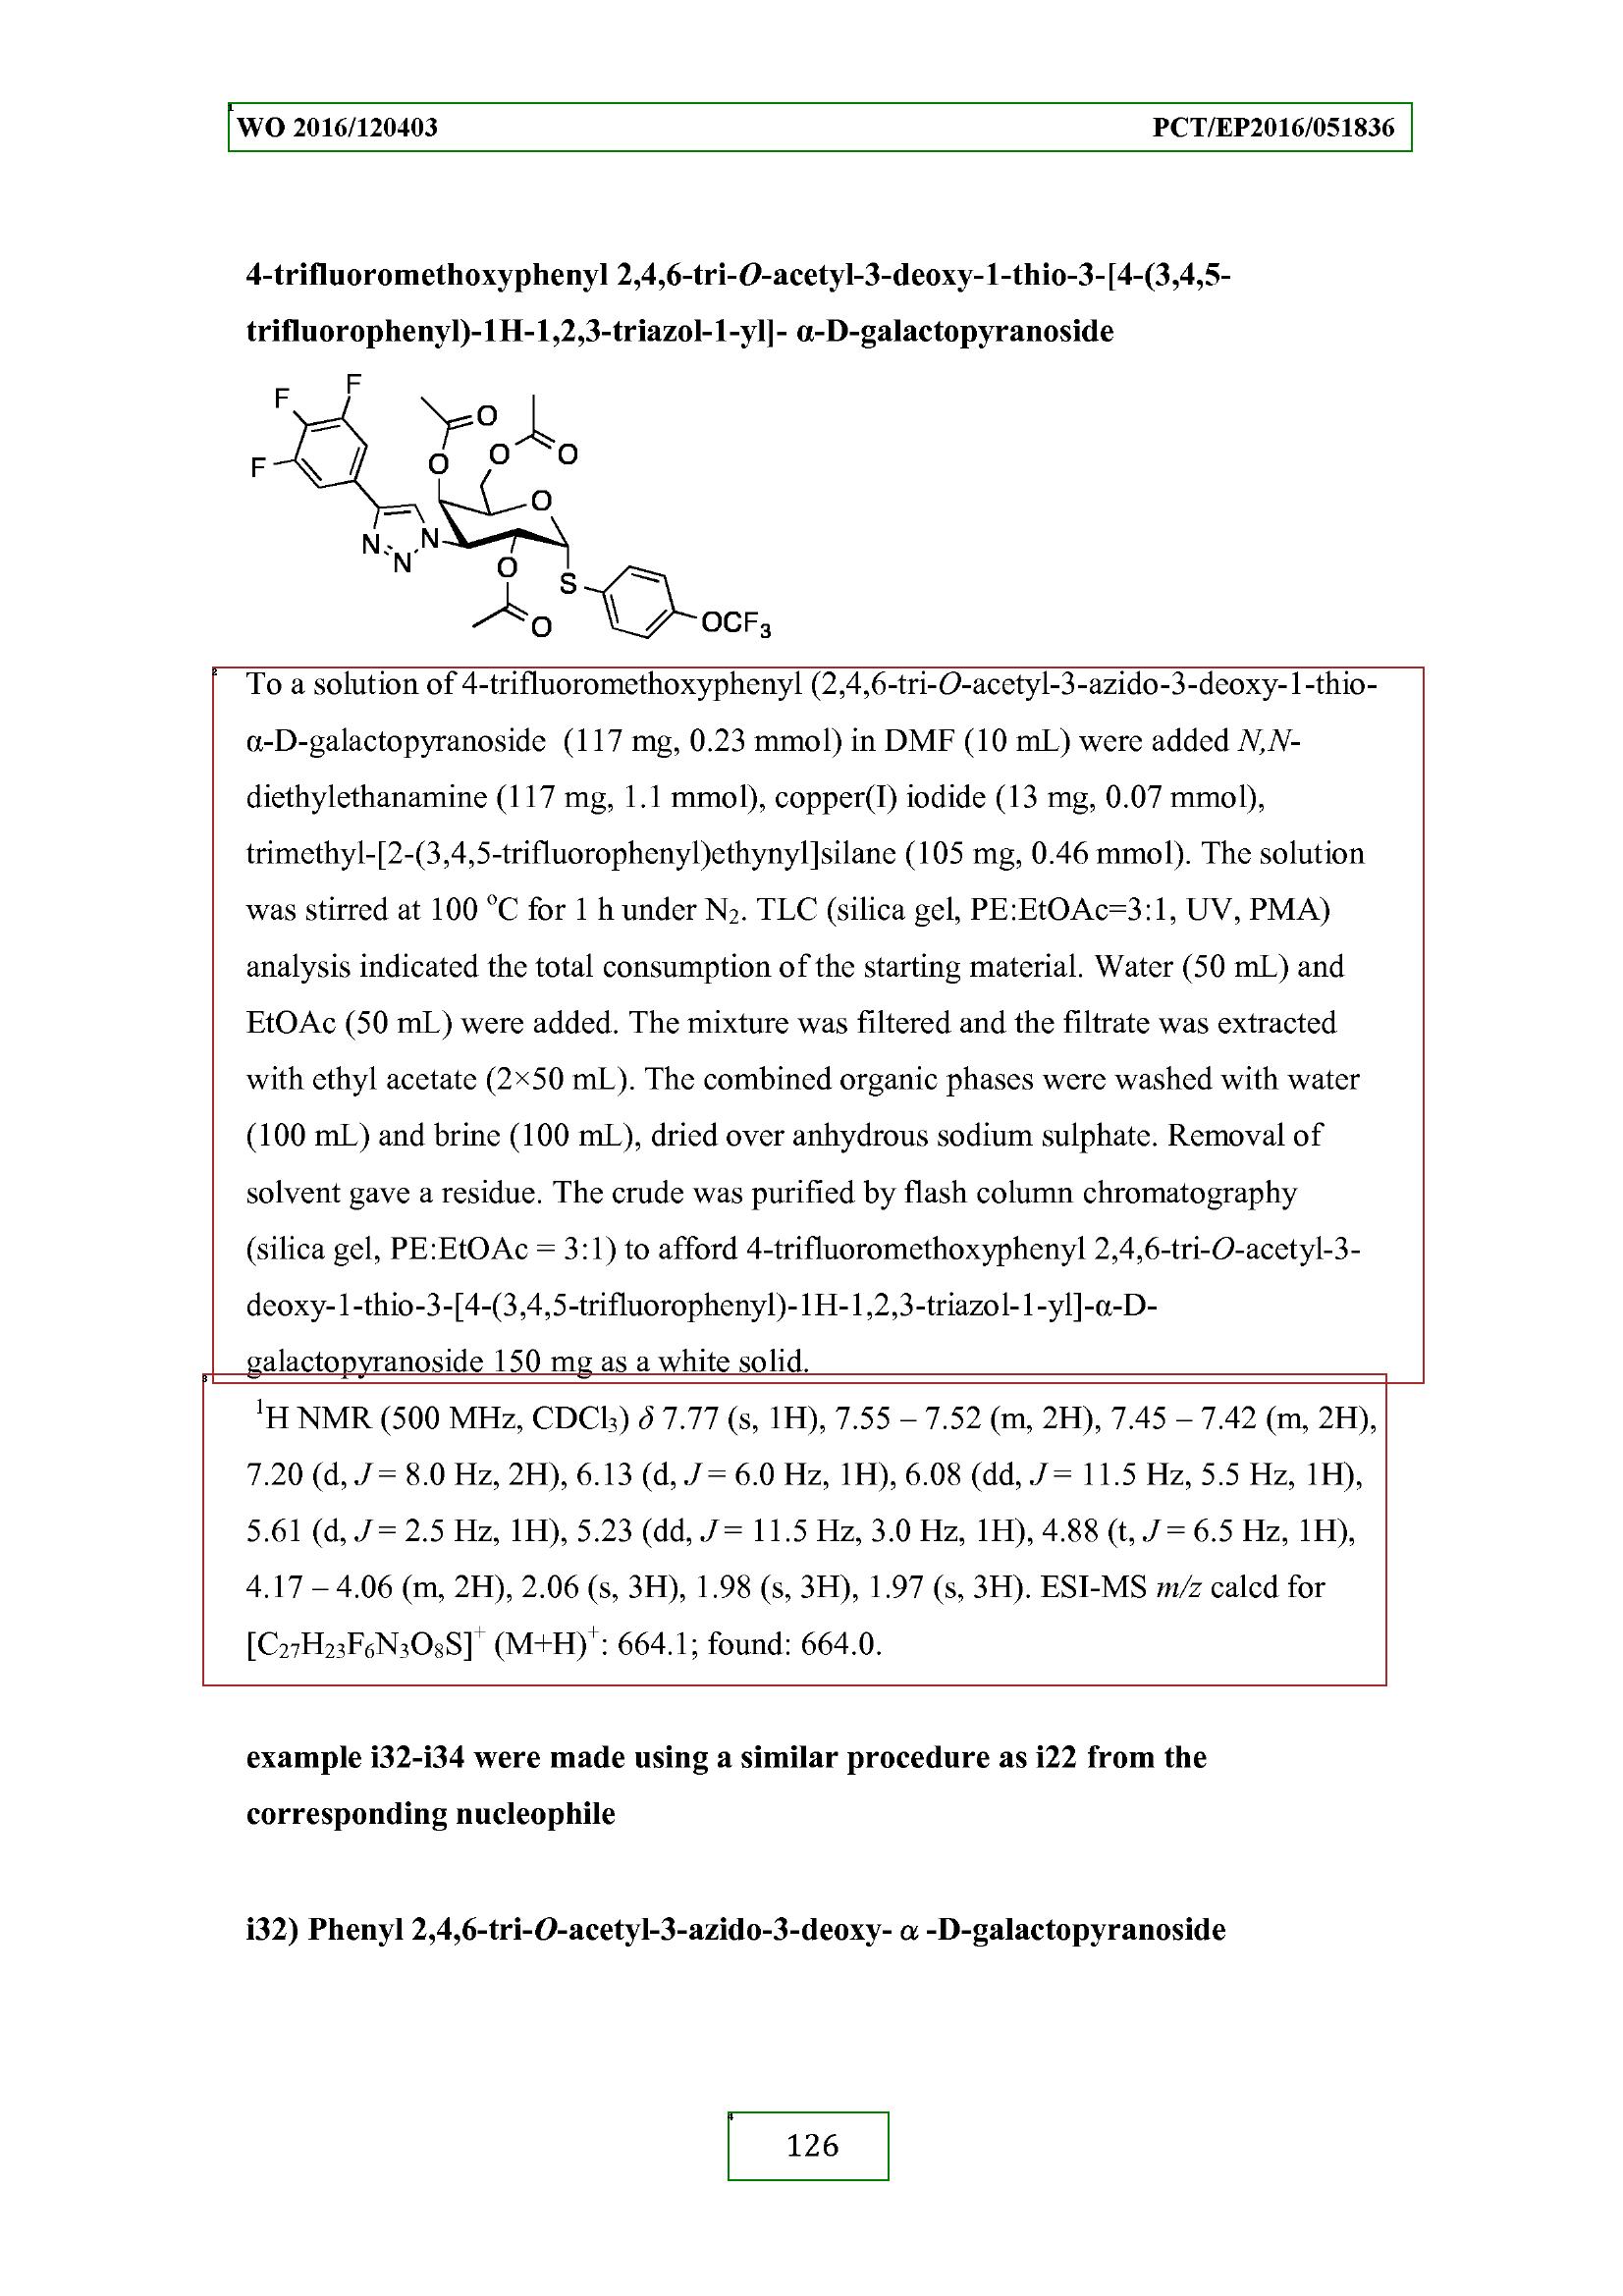 WO 2016/120403 PCT/EP2016/051836
4-trifluoromethoxyphenyl 2,4,6-tri-O-acetyl-3-deoxy-1-thio-3-[4-(3,4,5-
trifluorophenyl)-1H-1,2,3-triazol-1-yl]- α-D-galactopyranoside
F
F
F
O
O
O
O
O
N
N
N
O
O
S
OCF₃
To a solution of 4-trifluoromethoxyphenyl (2,4,6-tri-O-acetyl-3-azido-3-deoxy-1-thio-
α-D-galactopyranoside (117 mg, 0.23 mmol) in DMF (10 mL) were added N,N-
diethylethanamine (117 mg, 1.1 mmol), copper(I) iodide (13 mg, 0.07 mmol),
trimethyl-[2-(3,4,5-trifluorophenyl)ethynyl]silane (105 mg, 0.46 mmol). The solution
was stirred at 100 °C for 1 h under N₂. TLC (silica gel, PE:EtOAc=3:1, UV, PMA)
analysis indicated the total consumption of the starting material. Water (50 mL) and
EtOAc (50 mL) were added. The mixture was filtered and the filtrate was extracted
with ethyl acetate (2×50 mL). The combined organic phases were washed with water
(100 mL) and brine (100 mL), dried over anhydrous sodium sulphate. Removal of
solvent gave a residue. The crude was purified by flash column chromatography
(silica gel, PE:EtOAc = 3:1) to afford 4-trifluoromethoxyphenyl 2,4,6-tri-O-acetyl-3-
deoxy-1-thio-3-[4-(3,4,5-trifluorophenyl)-1H-1,2,3-triazol-1-yl]-α-D-
galactopyranoside 150 mg as a white solid.
¹H NMR (500 MHz, CDCl₃) δ 7.77 (s, 1H), 7.55 – 7.52 (m, 2H), 7.45 – 7.42 (m, 2H),
7.20 (d, J = 8.0 Hz, 2H), 6.13 (d, J = 6.0 Hz, 1H), 6.08 (dd, J = 11.5 Hz, 5.5 Hz, 1H),
5.61 (d, J = 2.5 Hz, 1H), 5.23 (dd, J = 11.5 Hz, 3.0 Hz, 1H), 4.88 (t, J = 6.5 Hz, 1H),
4.17 – 4.06 (m, 2H), 2.06 (s, 3H), 1.98 (s, 3H), 1.97 (s, 3H). ESI-MS m/z calcd for
[C₂₇H₂₃F₆N₃O₈S]⁺ (M+H)⁺: 664.1; found: 664.0.
example i32-i34 were made using a similar procedure as i22 from the
corresponding nucleophile
i32) Phenyl 2,4,6-tri-O-acetyl-3-azido-3-deoxy- α -D-galactopyranoside
126